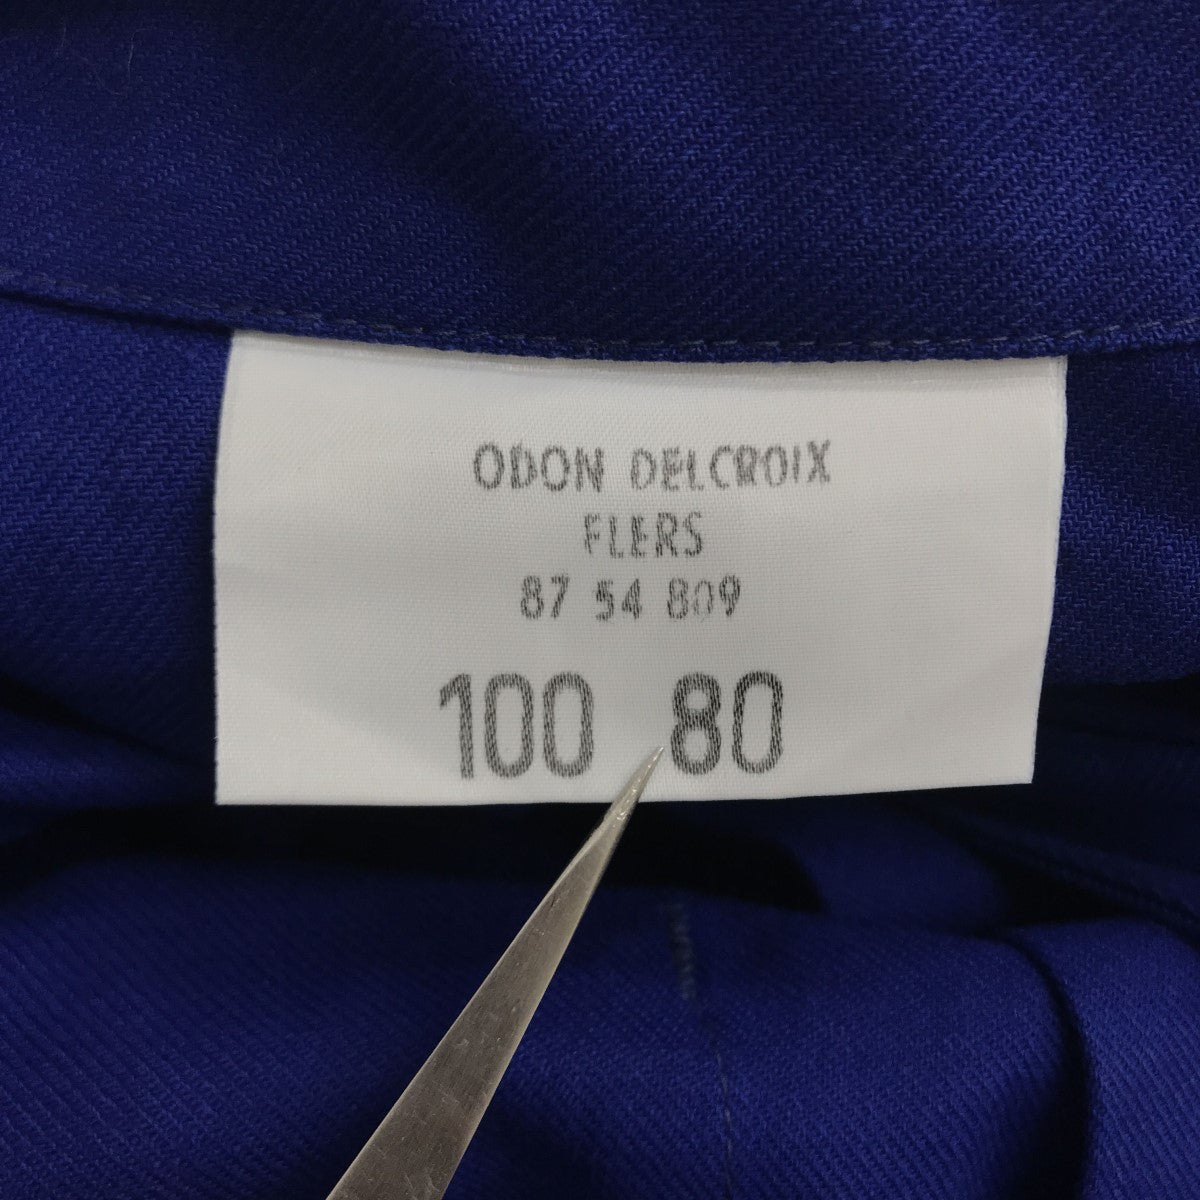 ODON DELCROIX
FLERS
87 54 809
100 80